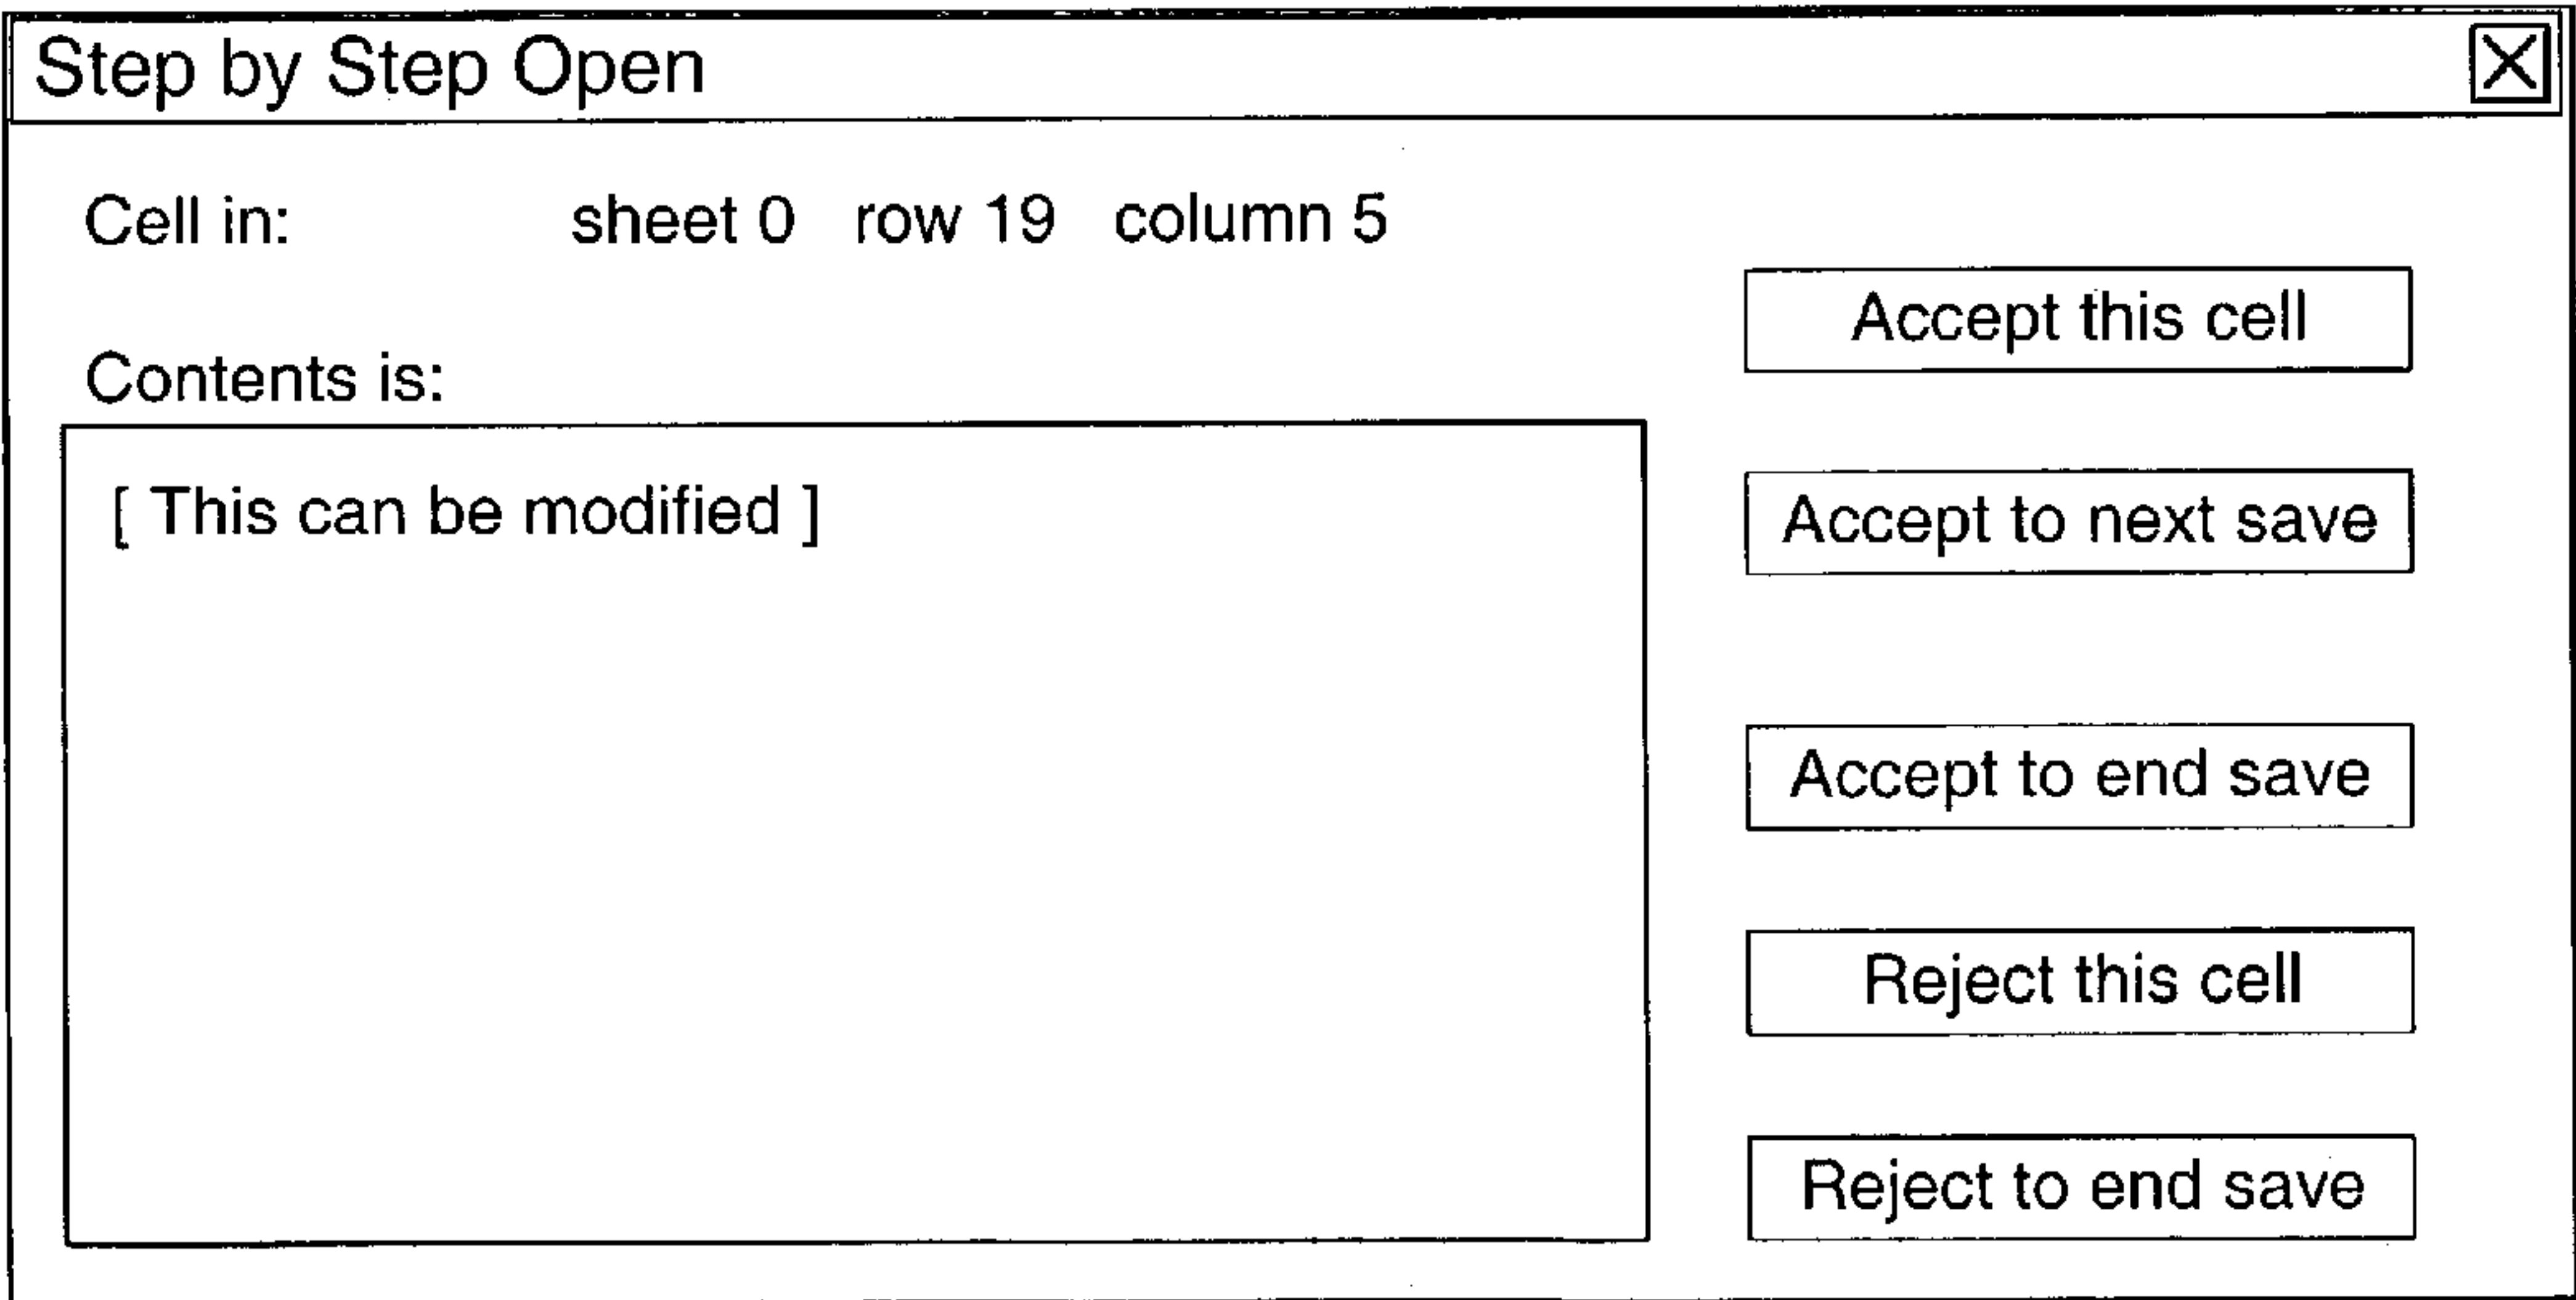 Step by Step Open
Cell in: sheet 0 row 19 column 5
Contents is:
[ This can be modified ]
Accept this cell
Accept to next save
Accept to end save
Reject this cell
Reject to end save